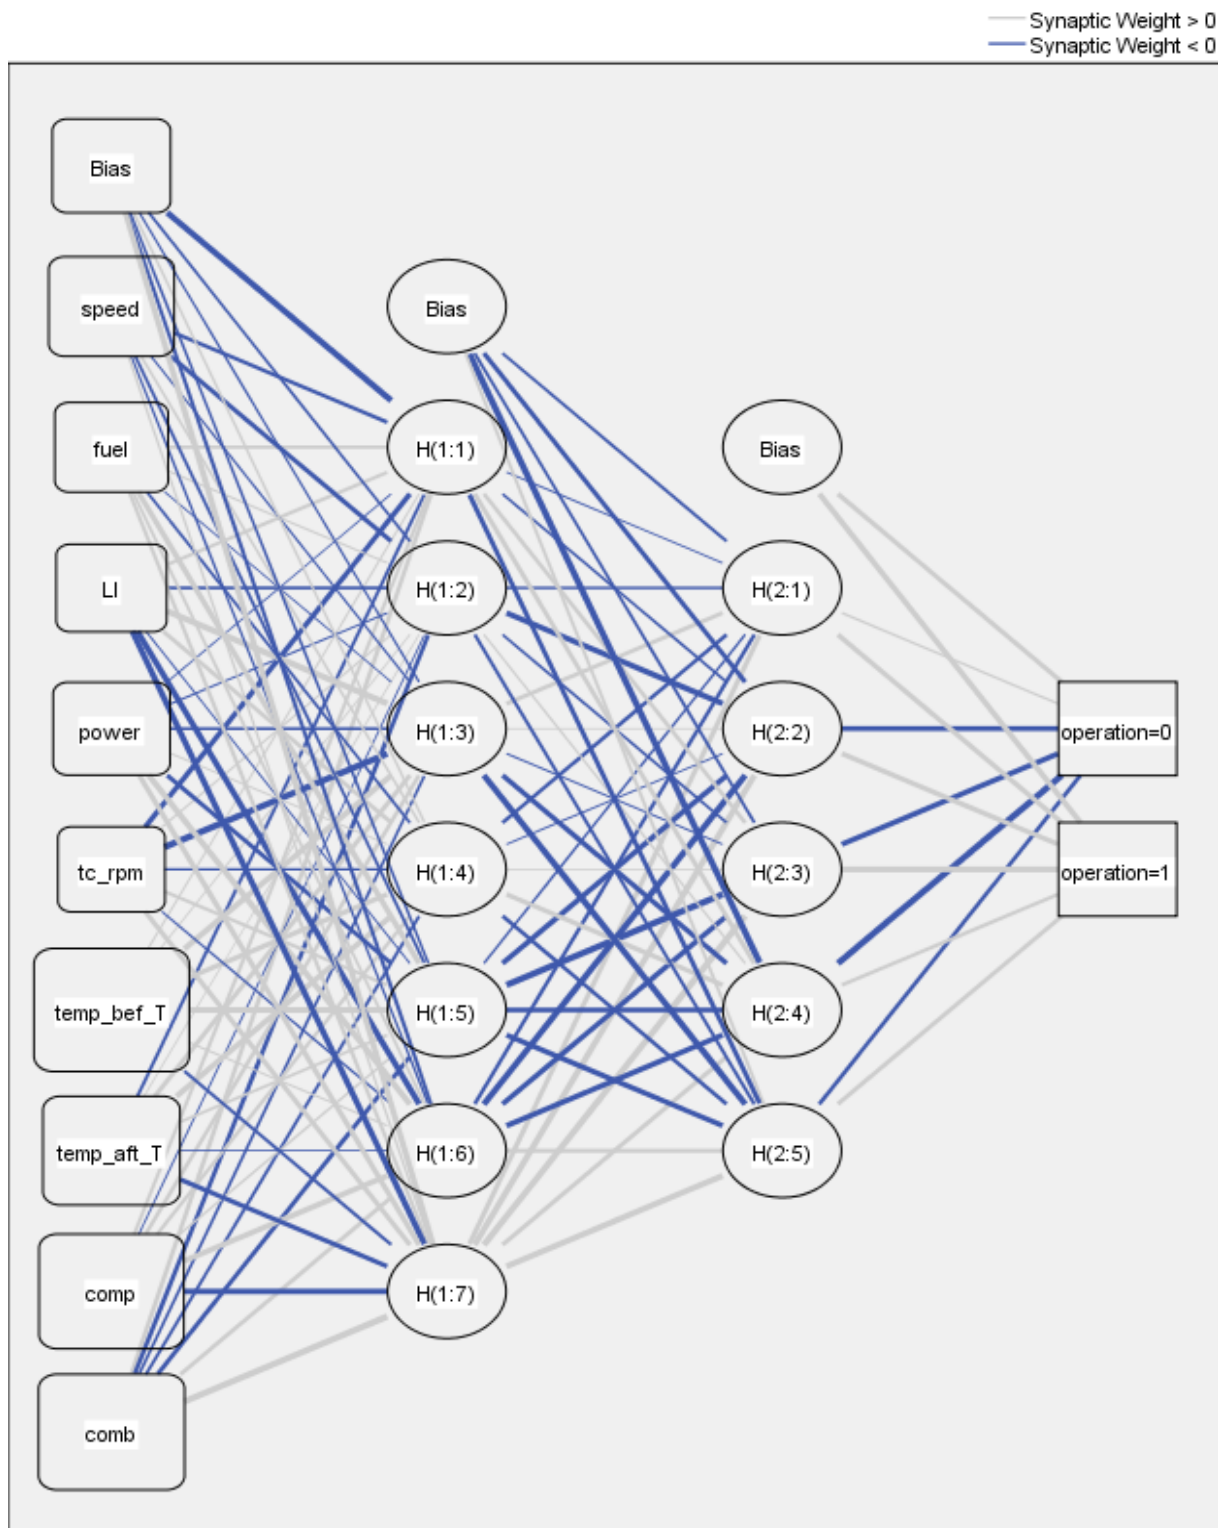 Synaptic Weight > 0
Synaptic Weight < 0
Bias
speed
fuel
LI
power
tc_rpm
temp_bef_T
temp_aft_T
comp
comb
Bias
H(1:1)
H(1:2)
H(1:3)
H(1:4)
H(1:5)
H(1:6)
H(1:7)
Bias
H(2:1)
H(2:2)
H(2:3)
H(2:4)
H(2:5)
operation=0
operation=1